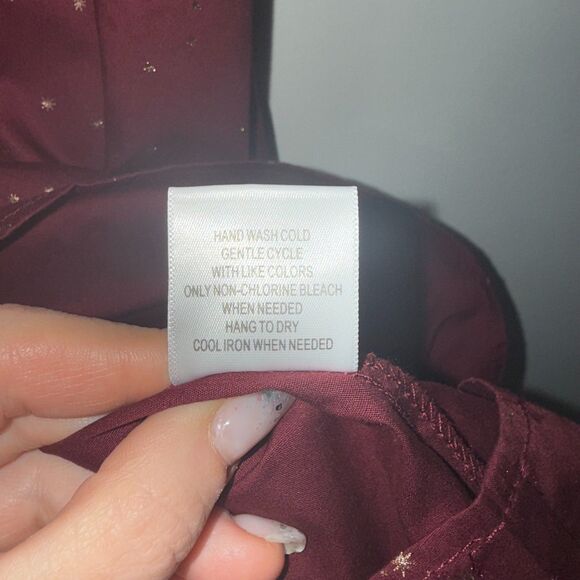 HAND WASH COLD
GENTLE CYCLE
WITH LIKE COLORS
ONLY NON-CHLORINE BLEACH
WHEN NEEDED
HANG TO DRY
COOL IRON WHEN NEEDED